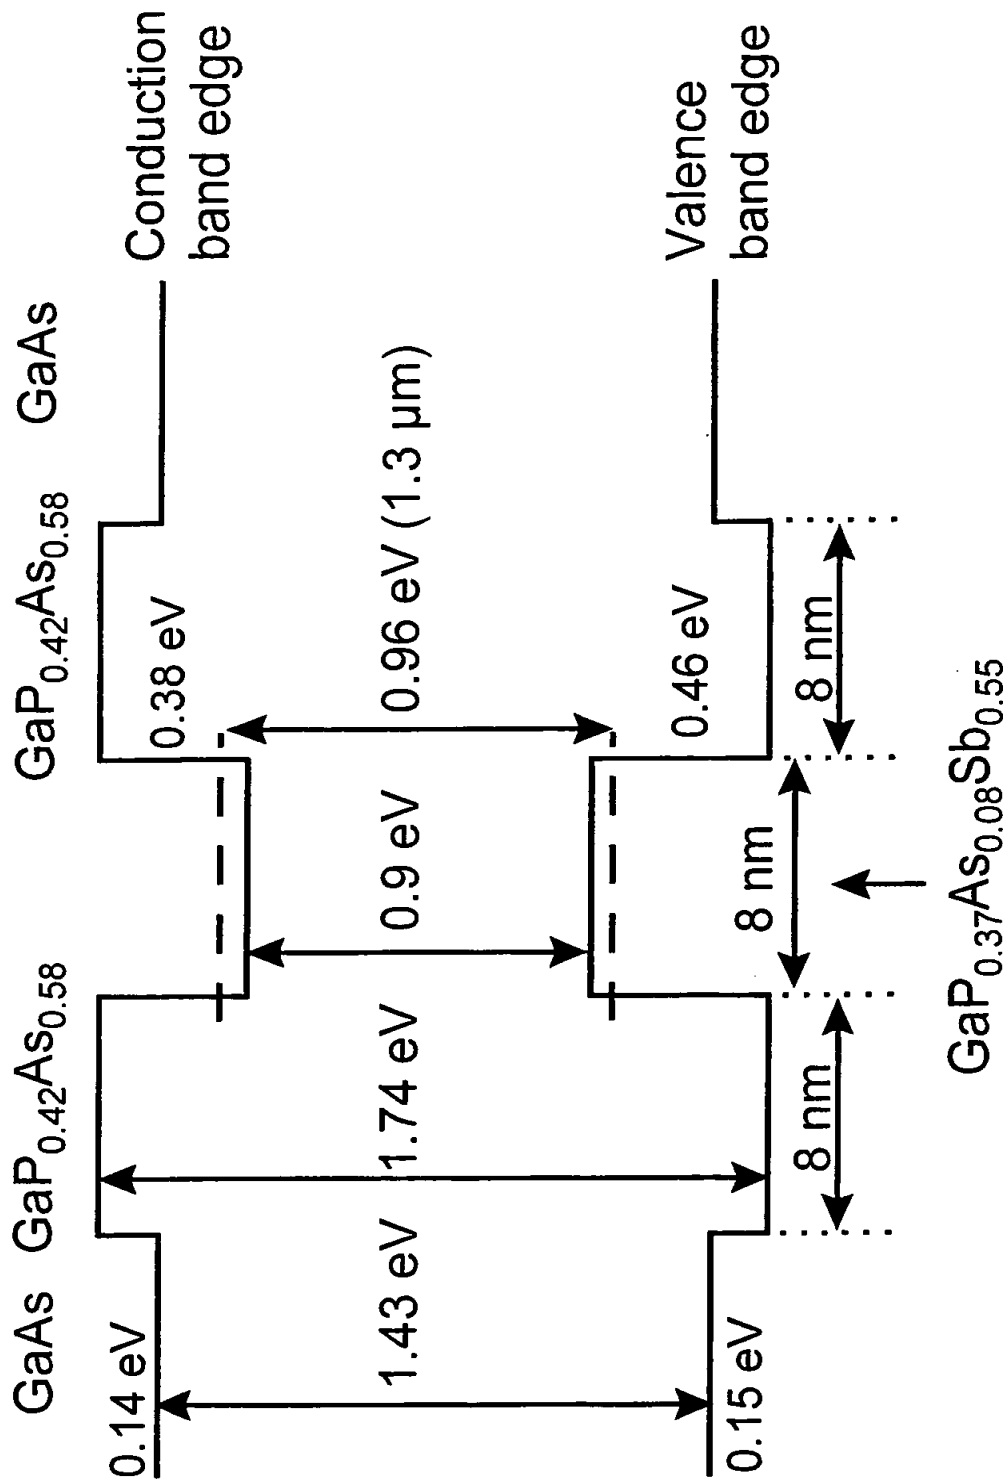 GaAs
GaP0.42As0.58
GaP0.42As0.58
GaAs
0.14 eV
0.38 eV
Conduction
band edge
1.43 eV
1.74 eV
0.9 eV
0.96 eV (1.3 µm)
0.15 eV
0.46 eV
Valence
band edge
8 nm
8 nm
8 nm
GaP0.37As0.08Sb0.55